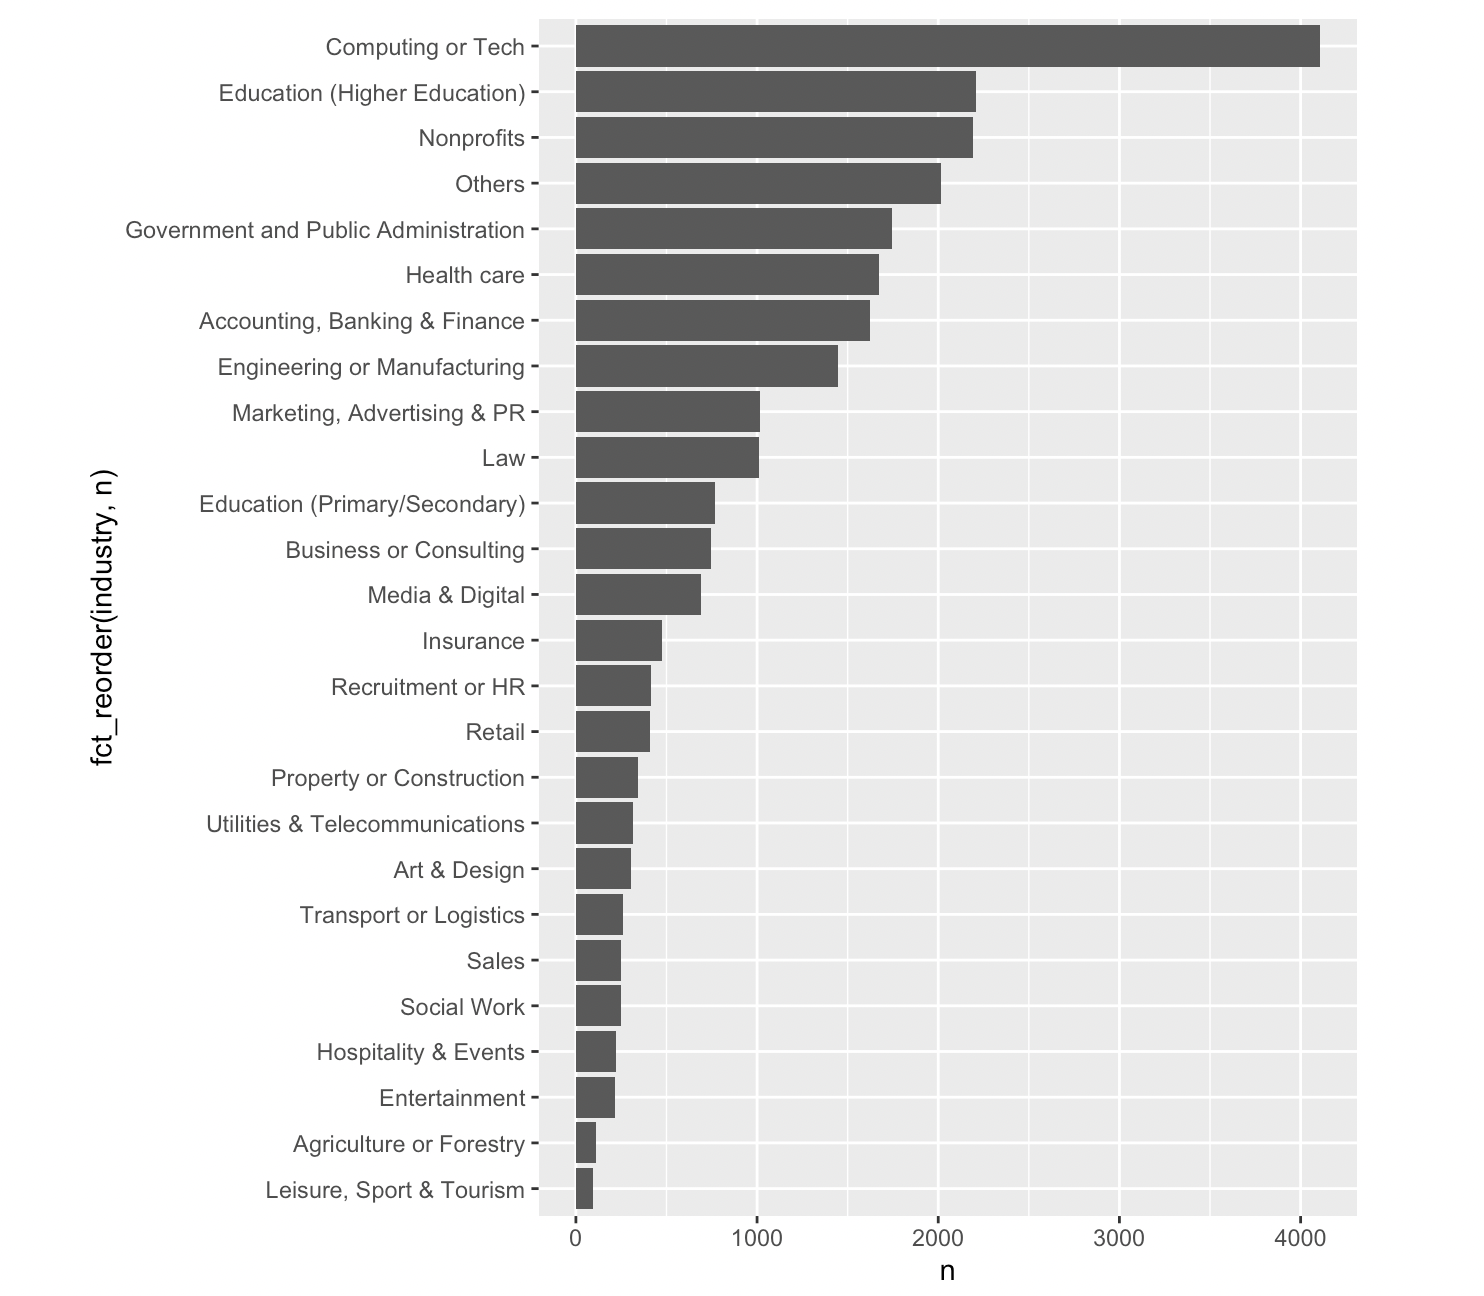 Computing or Tech
Education (Higher Education)
Nonprofits
Others
Government and Public Administration
Health care
Accounting, Banking & Finance
Engineering or Manufacturing
Marketing, Advertising & PR
Law
Education (Primary/Secondary)
Business or Consulting
Media & Digital
Insurance
Recruitment or HR
Retail
Property or Construction
Utilities & Telecommunications
Art & Design
Transport or Logistics
Sales
Social Work
Hospitality & Events
Entertainment
Agriculture or Forestry
Leisure, Sport & Tourism
fct_reorder(industry, n)
0 1000 2000 3000 4000
n